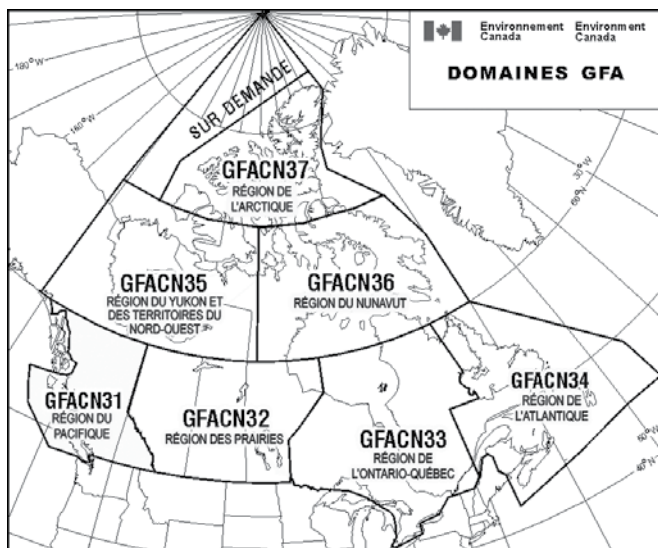 Environnement Environment
Canada Canada
DOMAINES GFA
180°W
160°W
SUR DEMANDE
30°W
60°N
GFACN37
RÉGION DE
L'ARCTIQUE
GFACN35
RÉGION DU YUKON ET
DES TERRITOIRES DU
NORD-OUEST
GFACN36
RÉGION DU NUNAVUT
GFACN31
RÉGION DU
PACIFIQUE
GFACN32
RÉGION DES PRAIRIES
GFACN33
RÉGION DE
L'ONTARIO-QUÉBEC
GFACN34
RÉGION DE
L'ATLANTIQUE
40°N